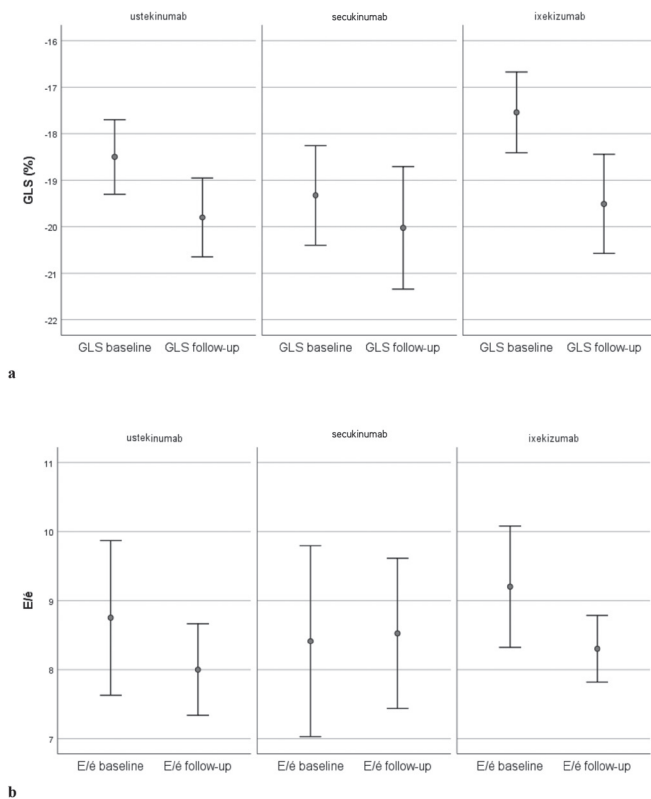 ustekinumab secukinumab ixekizumab
-16
-17
-18
-19
-20
-21
-22
GLS (%)
GLS baseline GLS follow-up GLS baseline GLS follow-up GLS baseline GLS follow-up
a
ustekinumab secukinumab ixekizumab
11
10
9
8
7
E/é
E/é baseline E/é follow-up E/é baseline E/é follow-up E/é baseline E/é follow-up
b